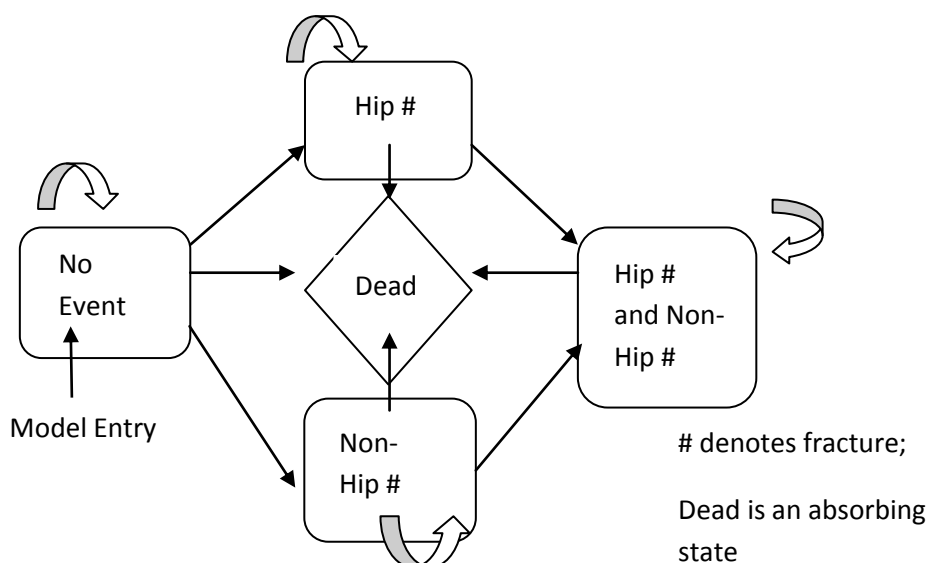 Hip #
No
Event
Dead
Hip #
and Non-
Hip #
Model Entry
Non-
Hip #
# denotes fracture;
Dead is an absorbing
state